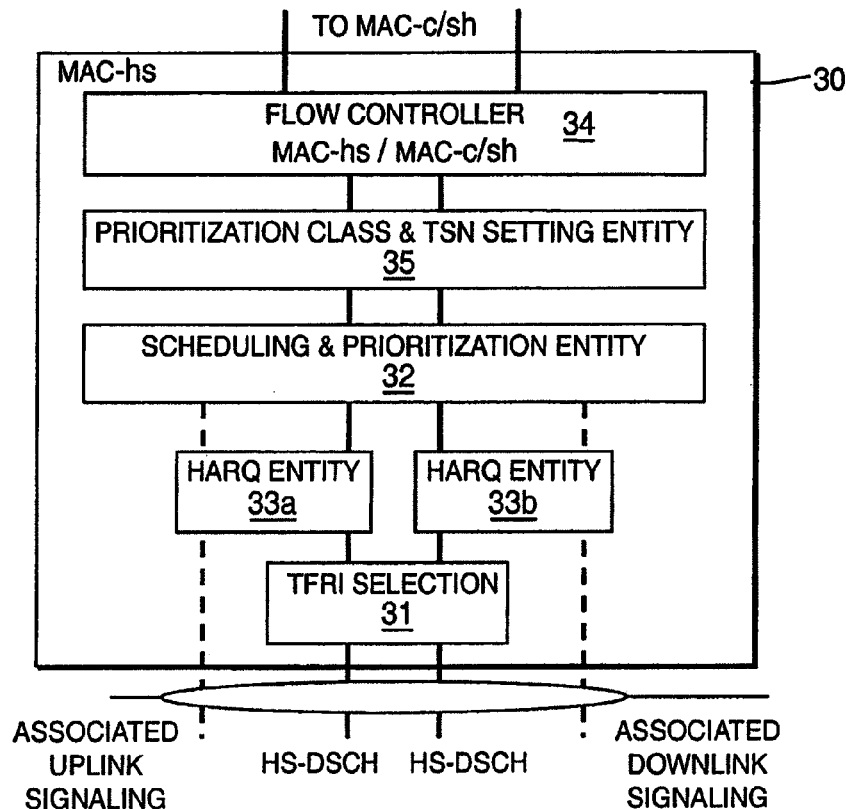 TO MAC-c/sh
MAC-hs
30
FLOW CONTROLLER
34
MAC-hs / MAC-c/sh
PRIORITIZATION CLASS & TSN SETTING ENTITY
35
SCHEDULING & PRIORITIZATION ENTITY
32
HARQ ENTITY
33a
HARQ ENTITY
33b
TFRI SELECTION
31
ASSOCIATED
UPLINK
SIGNALING
HS-DSCH
HS-DSCH
ASSOCIATED
DOWNLINK
SIGNALING